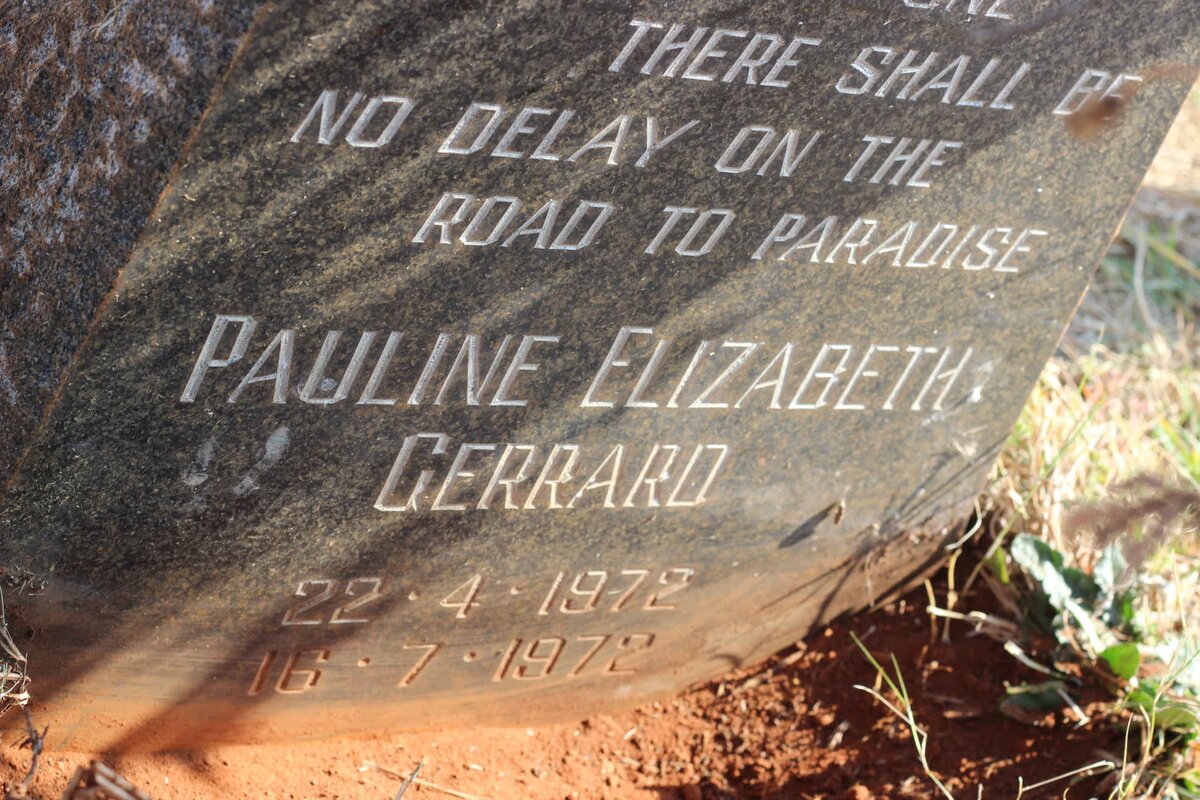 ONE
THERE SHALL BE
NO DELAY ON THE
ROAD TO PARADISE
PAULINE ELIZABETH
GERRARD
22 · 4 · 1972
16 · 7 · 1972